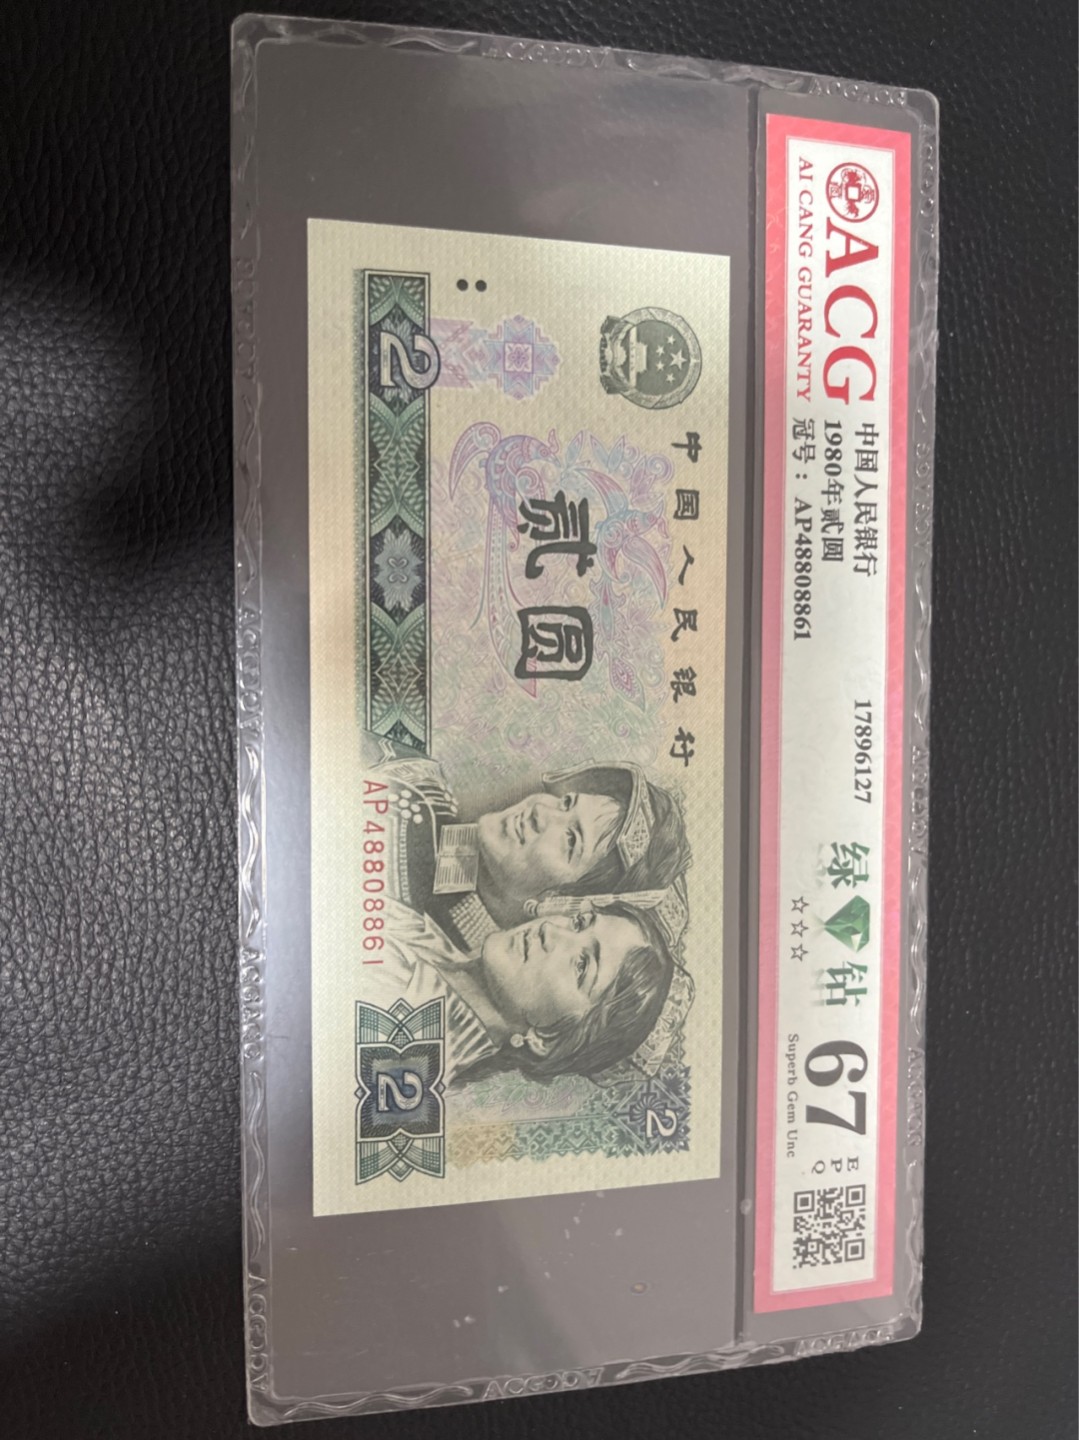 ACG
AI CANG GUARANTY
中国人民银行
1980年贰圆
冠号：AP48808861
17896127
绿钻
☆☆☆
67
EPQ
Superb Gem Unc
中国人民银行
贰圆
2
AP48808861
2
2